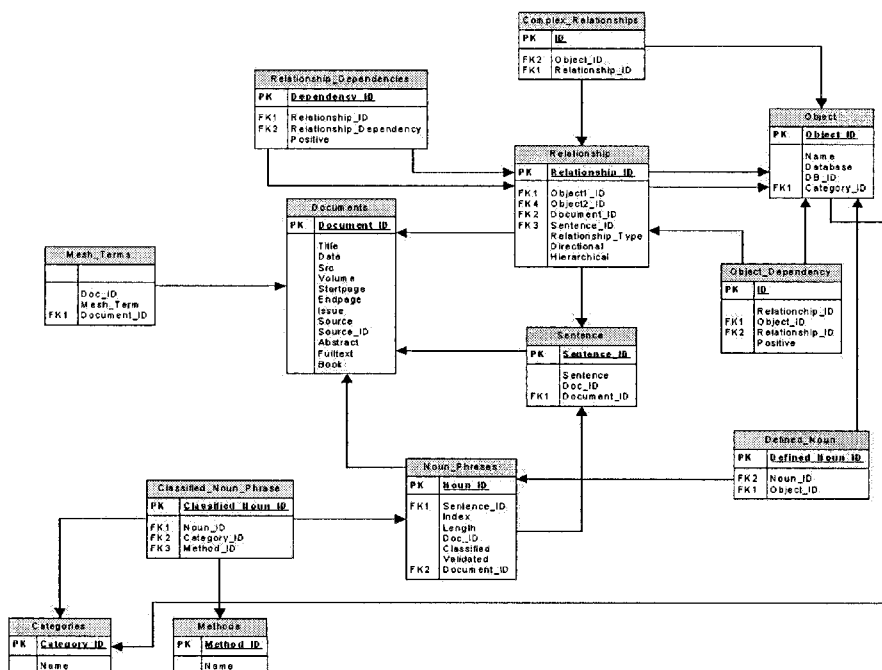 Complex_Relationships
PK ID
FK2 Object_ID
FK1 Relationship_ID
Relationship_Dependencies
PK Dependency_ID
FK1 Relationship_ID
FK2 Relationship_Dependency
Positive
Object
PK Object_ID
Name
Database
DB_ID
FK1 Category_ID
Relationship
PK Relationship_ID
FK1 Object1_ID
FK4 Object2_ID
FK2 Document_ID
FK3 Sentence_ID
Relationship_Type
Directional
Hierarchical
Documents
PK Document_ID
Title
Date
Src
Volume
Startpage
Endpage
Issue
Source
Source_ID
Abstract
Fulltext
Book
Mesh_Terms
Doc_ID
Mesh_Term
FK1 Document_ID
Object_Dependency
PK ID
Relationchip_ID
FK1 Object_ID
FK2 Relationship_ID
Positive
Sentence
PK Sentence_ID
Sentence
Doc_ID
FK1 Document_ID
Defined_Noun
PK Defined_Noun_ID
FK2 Noun_ID
FK1 Object_ID
Noun_Phrases
PK Noun_ID
FK1 Sentence_ID
Index
Length
Doc_ID
Classified
Validated
FK2 Document_ID
Classified_Noun_Phrase
PK Classified_Noun_ID
FK1 Noun_ID
FK2 Category_ID
FK3 Method_ID
Categories
PK Category_ID
Name
Methods
PK Method_ID
Name